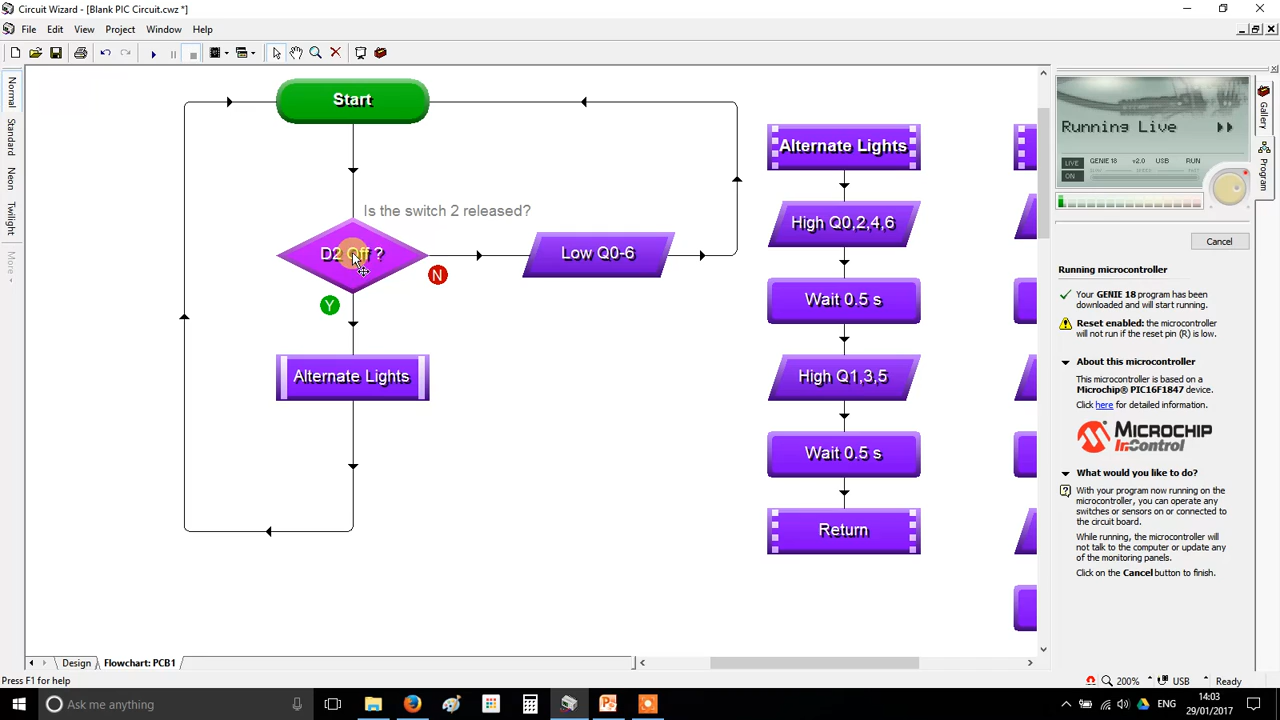 Circuit Wizard - [Blank PIC Circuit.cwz *]
File Edit View Project Window Help
Normal
Standard
Neon
Twilight
More
Start
Is the switch 2 released?
D2 Off ?
N
Low Q0-6
Y
Alternate Lights
Alternate Lights
High Q0,2,4,6
Wait 0.5 s
High Q1,3,5
Wait 0.5 s
Return
Running Live
LIVE GENIE 18 v2.0 USB RUN
ON
Gallery
Program
Cancel
Running microcontroller
Your GENIE 18 program has been
downloaded and will start running.
Reset enabled: the microcontroller
will not run if the reset pin (R) is low.
About this microcontroller
This microcontroller is based on a
Microchip® PIC16F1847 device.
Click here for detailed information.
MICROCHIP
InControl
What would you like to do?
With your program now running on the
microcontroller, you can operate any
switches or sensors on or connected to
the circuit board.
While running, the microcontroller will
not talk to the computer or update any
of the monitoring panels.
Click on the Cancel button to finish.
Design Flowchart: PCB1
Press F1 for help
200% USB Ready
Ask me anything
ENG
14:03
29/01/2017